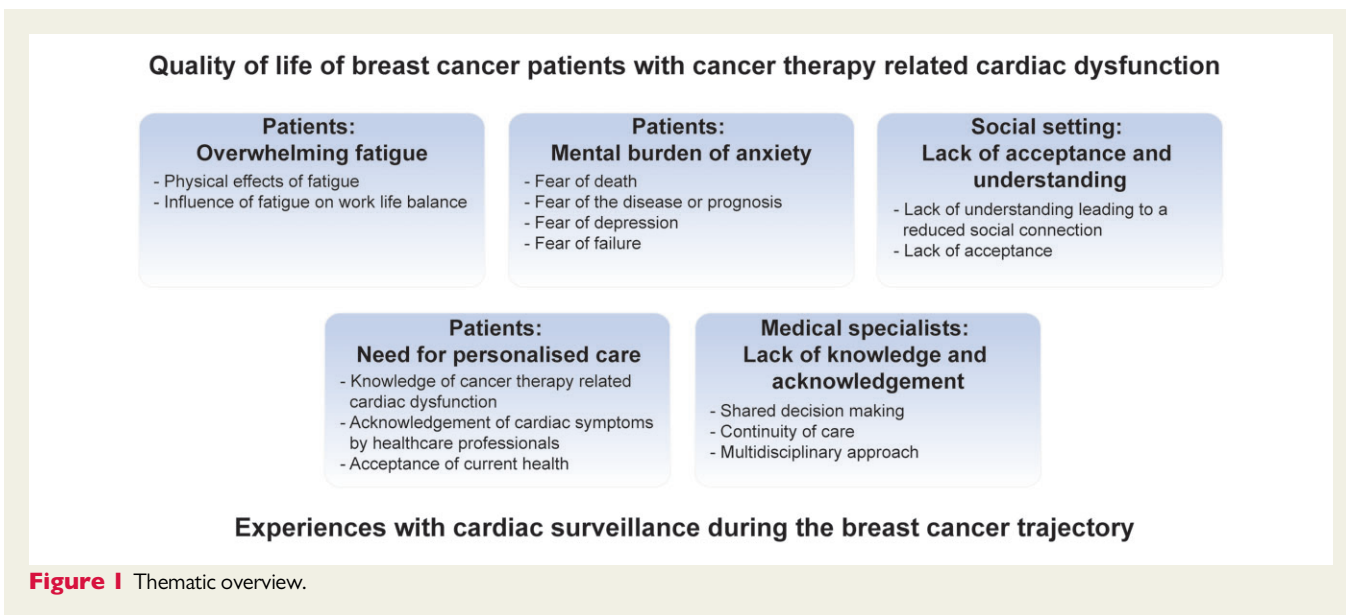 Quality of life of breast cancer patients with cancer therapy related cardiac dysfunction
Patients:
Overwhelming fatigue
- Physical effects of fatigue
- Influence of fatigue on work life balance
Patients:
Mental burden of anxiety
- Fear of death
- Fear of the disease or prognosis
- Fear of depression
- Fear of failure
Social setting:
Lack of acceptance and
understanding
- Lack of understanding leading to a
reduced social connection
- Lack of acceptance
Patients:
Need for personalised care
- Knowledge of cancer therapy related
cardiac dysfunction
- Acknowledgement of cardiac symptoms
by healthcare professionals
- Acceptance of current health
Medical specialists:
Lack of knowledge and
acknowledgement
- Shared decision making
- Continuity of care
- Multidisciplinary approach
Experiences with cardiac surveillance during the breast cancer trajectory
Figure 1 Thematic overview.